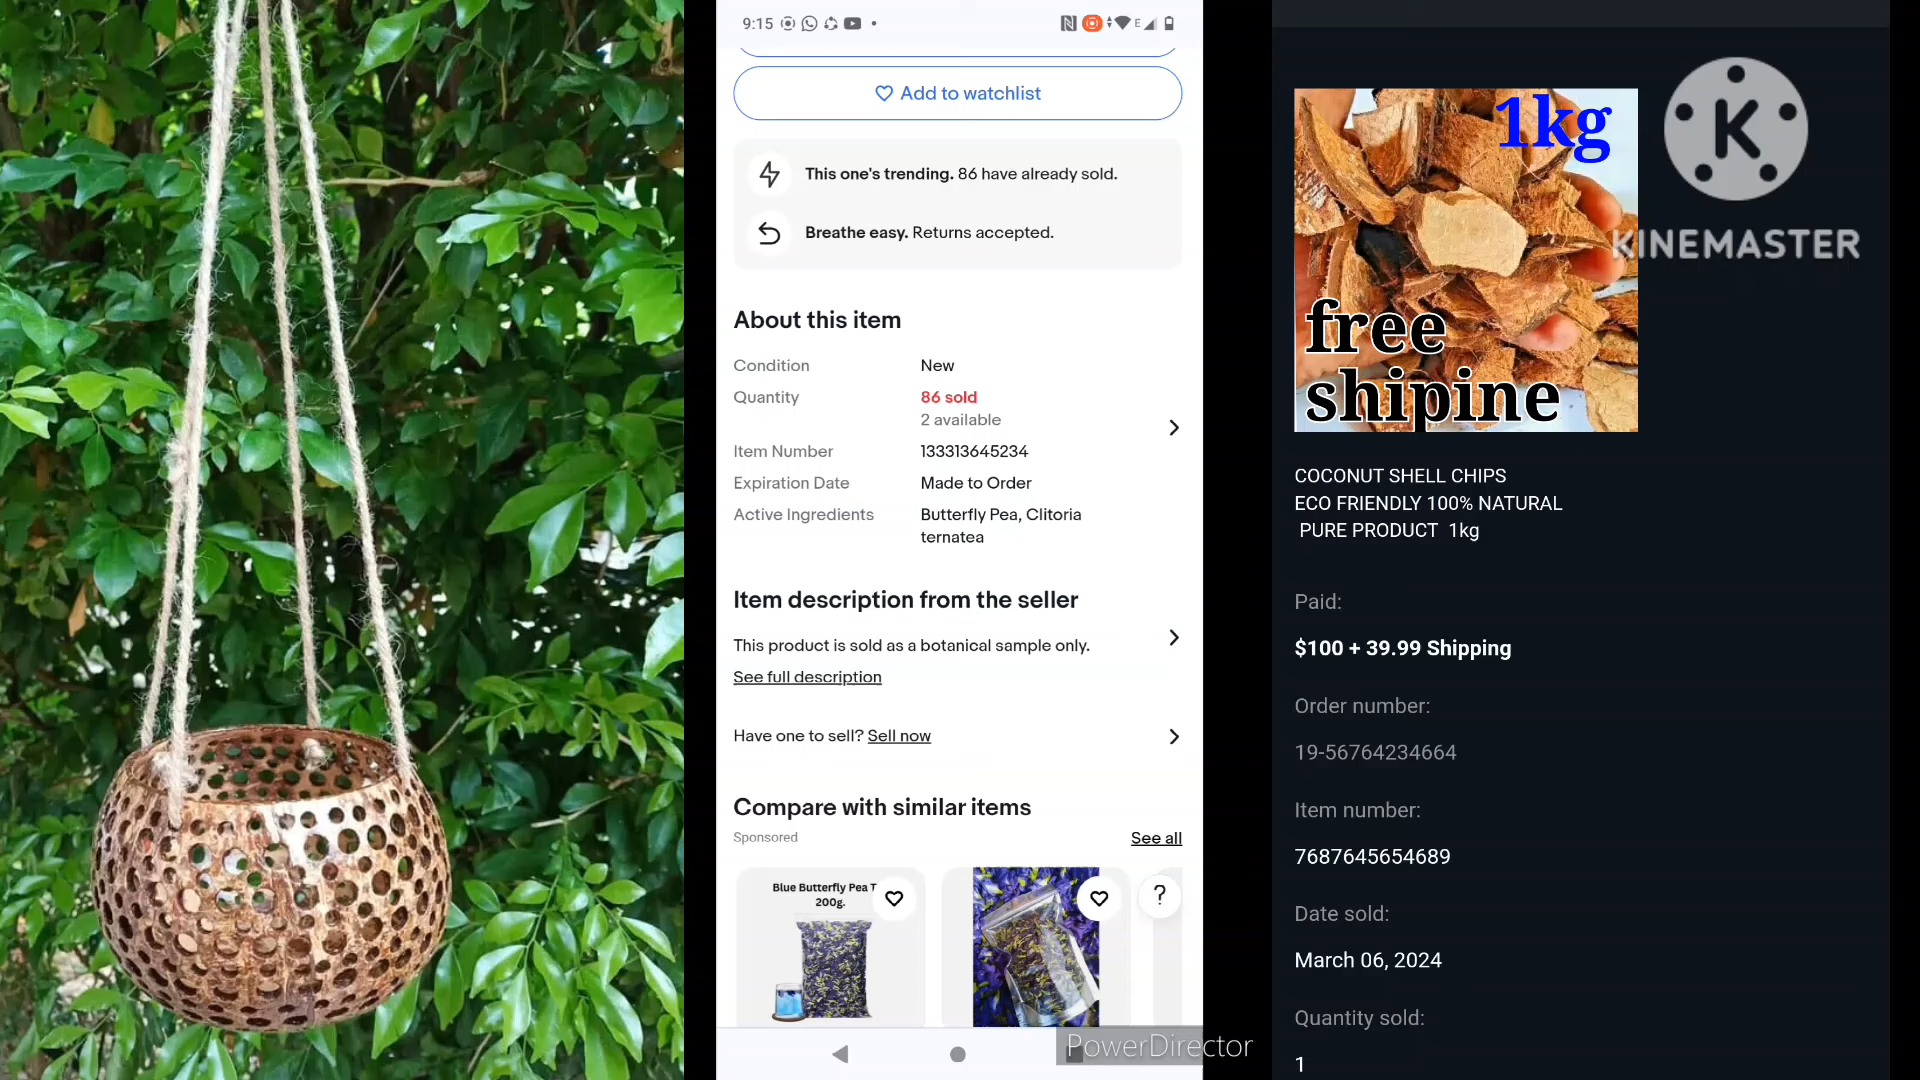 9:15
E
Add to watchlist
This one's trending. 86 have already sold.
Breathe easy. Returns accepted.
About this item
Condition New
Quantity 86 sold
2 available
Item Number 133313645234
Expiration Date Made to Order
Active Ingredients Butterfly Pea, Clitoria
ternatea
Item description from the seller
This product is sold as a botanical sample only.
See full description
Have one to sell? Sell now
Compare with similar items
Sponsored See all
Blue Butterfly Pea T
200g.
?
PowerDirector
1kg
free
shipine
K
KINEMASTER
COCONUT SHELL CHIPS
ECO FRIENDLY 100% NATURAL
PURE PRODUCT 1kg
Paid:
$100 + 39.99 Shipping
Order number:
19-56764234664
Item number:
7687645654689
Date sold:
March 06, 2024
Quantity sold:
1